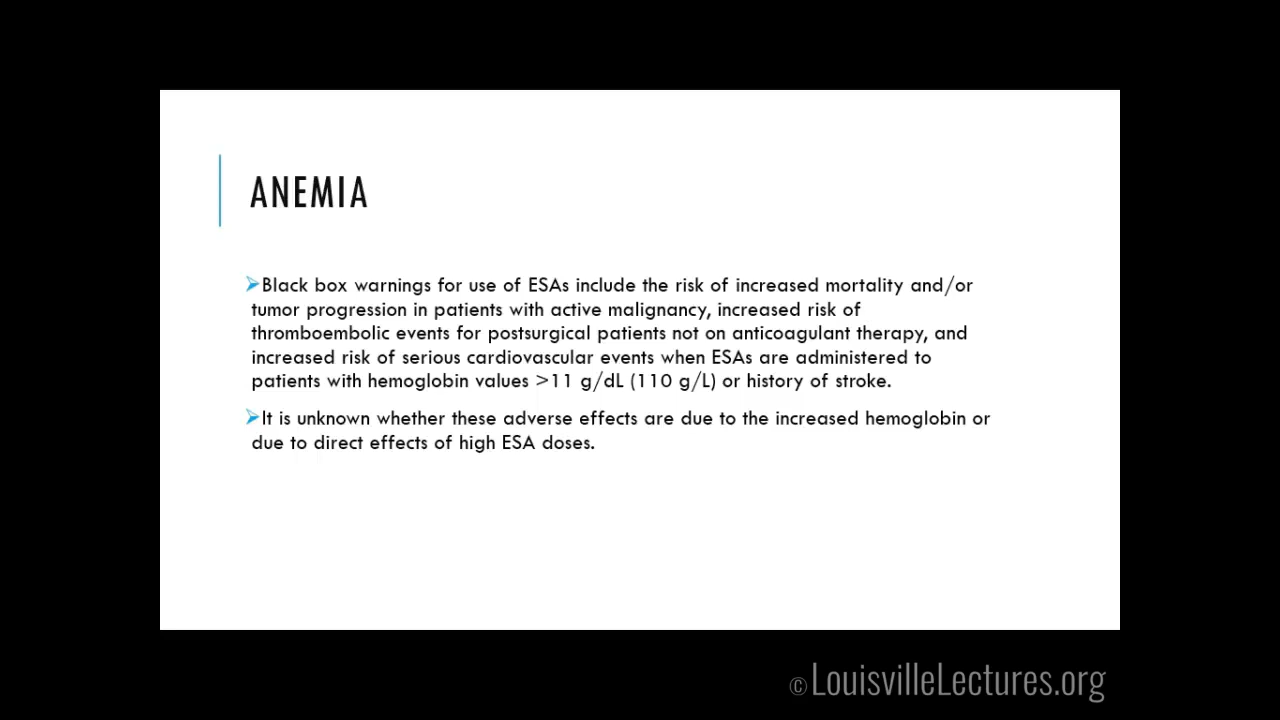 ANEMIA
➢Black box warnings for use of ESAs include the risk of increased mortality and/or
tumor progression in patients with active malignancy, increased risk of
thromboembolic events for postsurgical patients not on anticoagulant therapy, and
increased risk of serious cardiovascular events when ESAs are administered to
patients with hemoglobin values >11 g/dL (110 g/L) or history of stroke.
➢It is unknown whether these adverse effects are due to the increased hemoglobin or
due to direct effects of high ESA doses.
© LouisvilleLectures.org